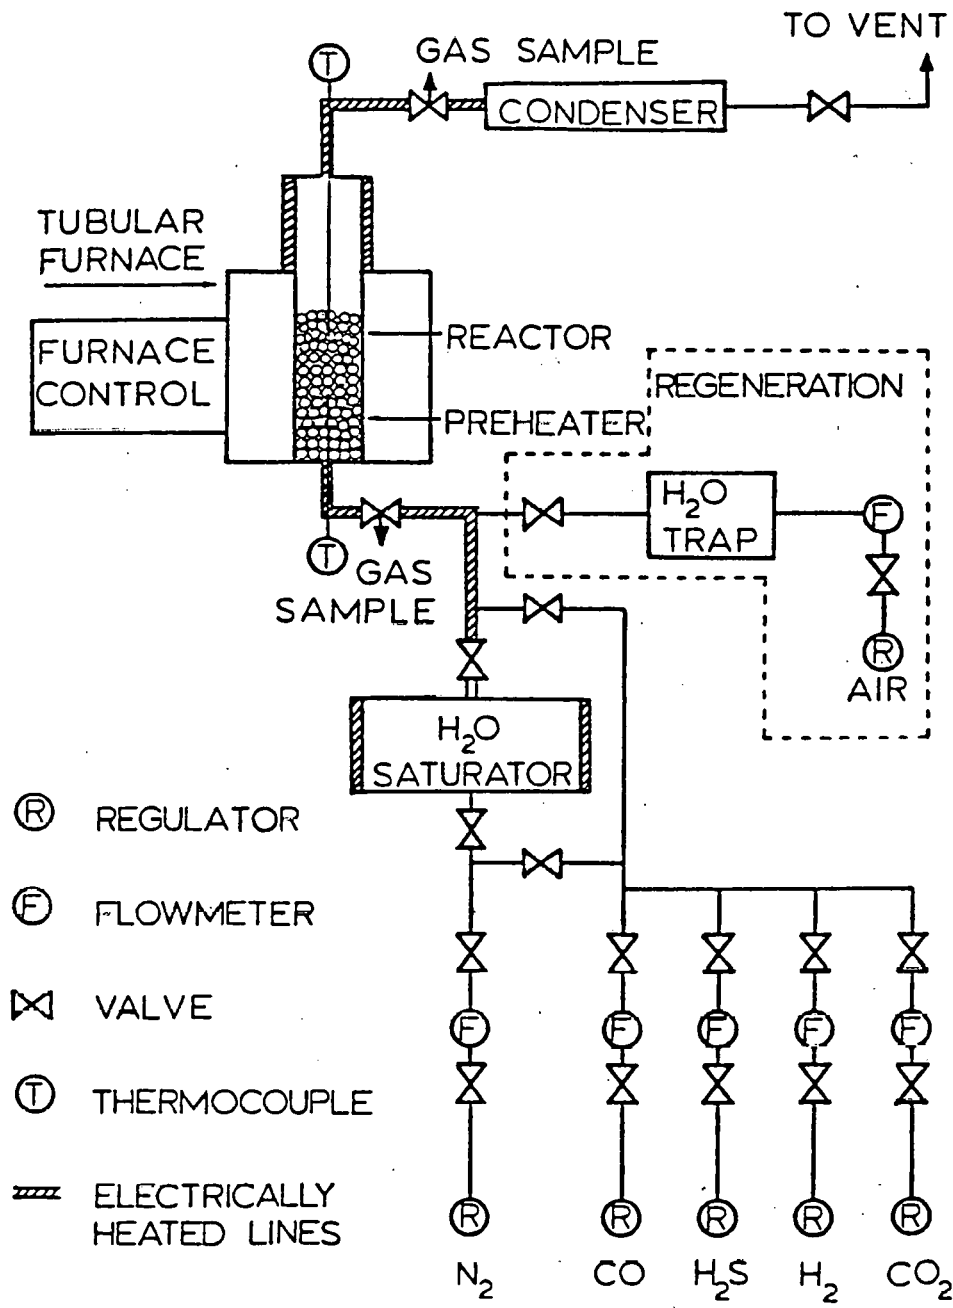 TO VENT
T
GAS SAMPLE
CONDENSER
TUBULAR
FURNACE
REACTOR
FURNACE
CONTROL
REGENERATION
PREHEATER
H₂O
TRAP
F
T
GAS
SAMPLE
R
AIR
H₂O
SATURATOR
R REGULATOR
F FLOWMETER
VALVE
T THERMOCOUPLE
ELECTRICALLY
HEATED LINES
F F F F F
R R R R R
N₂ CO H₂S H₂ CO₂